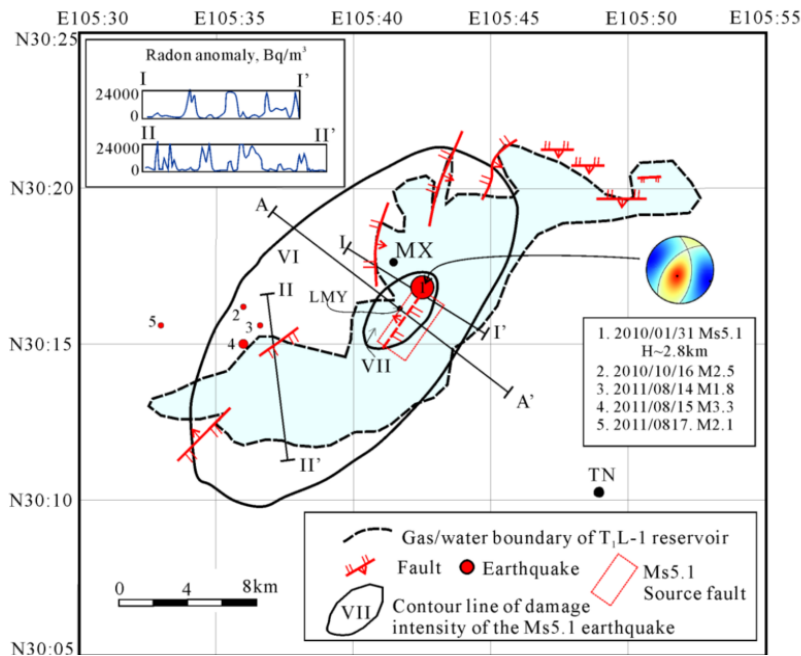 E105:30 E105:35 E105:40 E105:45 E105:50 E105:55
N30:25
Radon anomaly, Bq/m³
I I’
24000
0
II II’
24000
0
N30:20
A
I
MX
VI
II
LMY
1
2
5 3
4
N30:15
I’
VII
A’
1. 2010/01/31 Ms5.1
H~2.8km
2. 2010/10/16 M2.5
3. 2011/08/14 M1.8
4. 2011/08/15 M3.3
5. 2011/0817. M2.1
II’
TN
N30:10
Gas/water boundary of T₁L-1 reservoir
Fault Earthquake Ms5.1
Source fault
0 4 8km
VII Contour line of damage
intensity of the Ms5.1 earthquake
N30:05